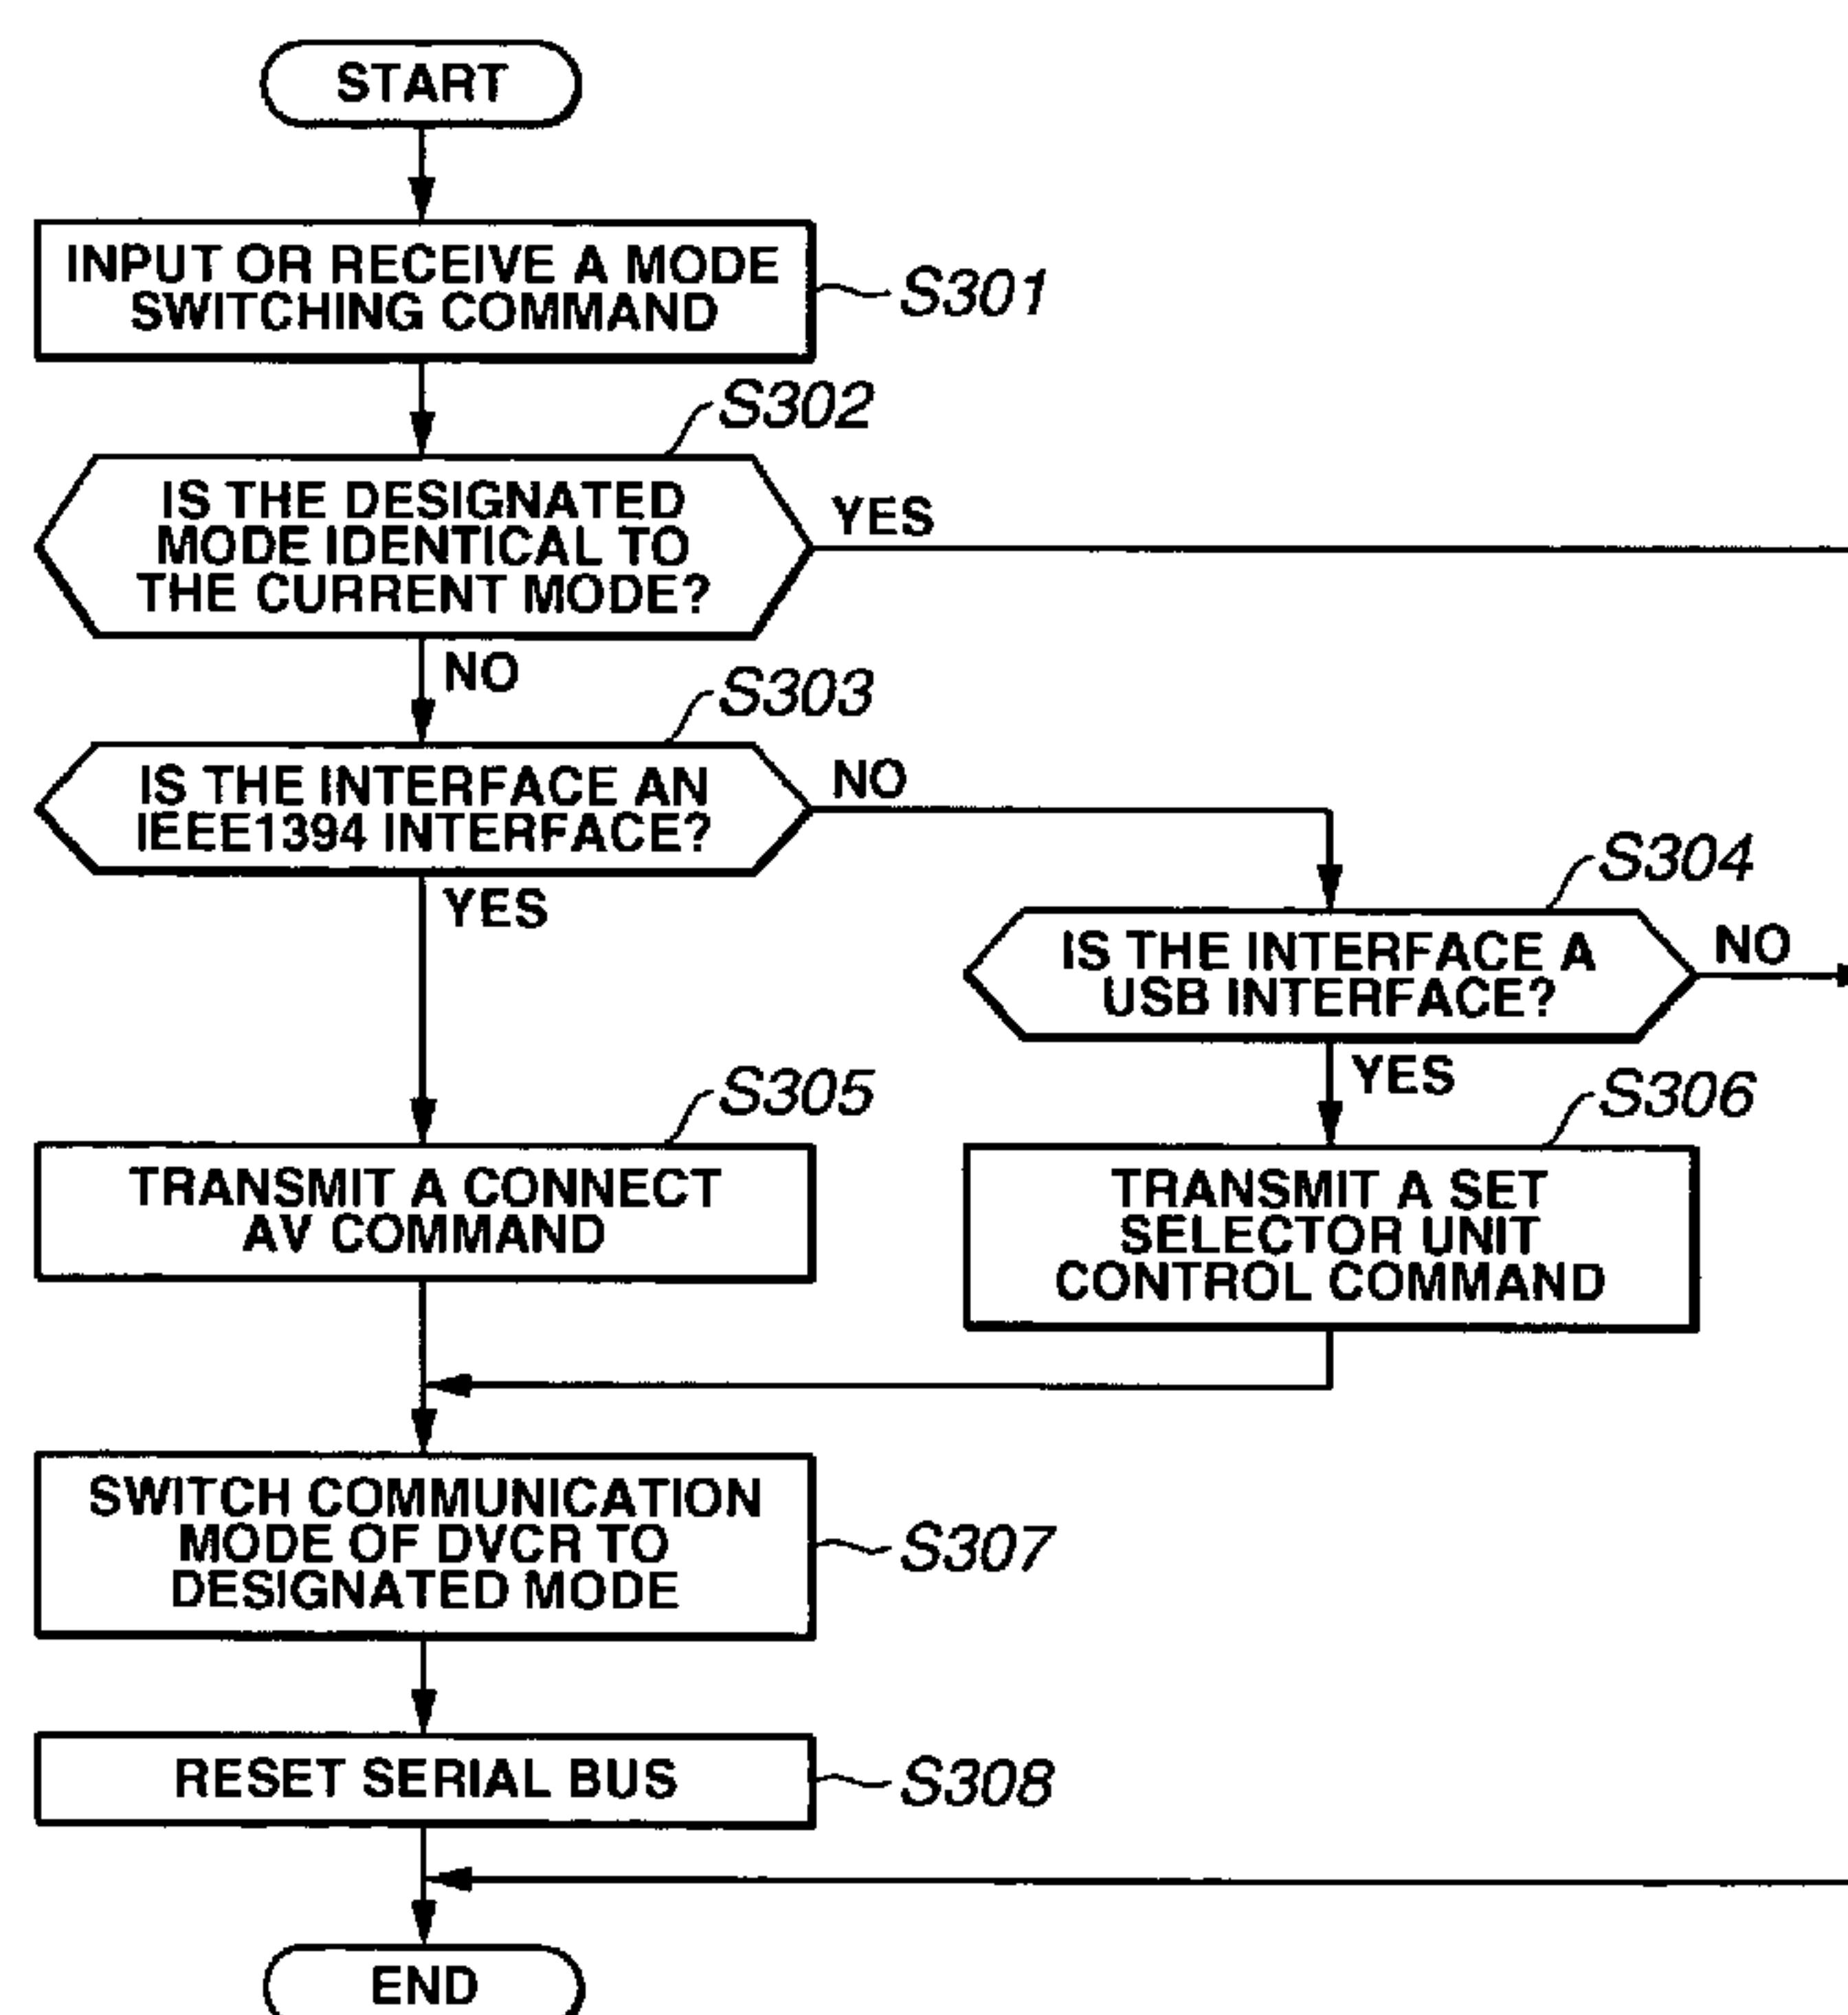 START
INPUT OR RECEIVE A MODE
SWITCHING COMMAND
S301
S302
IS THE DESIGNATED
MODE IDENTICAL TO
THE CURRENT MODE?
YES
NO
S303
IS THE INTERFACE AN
IEEE1394 INTERFACE?
NO
YES
S304
IS THE INTERFACE A
USB INTERFACE?
NO
YES
S305
TRANSMIT A CONNECT
AV COMMAND
S306
TRANSMIT A SET
SELECTOR UNIT
CONTROL COMMAND
SWITCH COMMUNICATION
MODE OF DVCR TO
DESIGNATED MODE
S307
RESET SERIAL BUS
S308
END